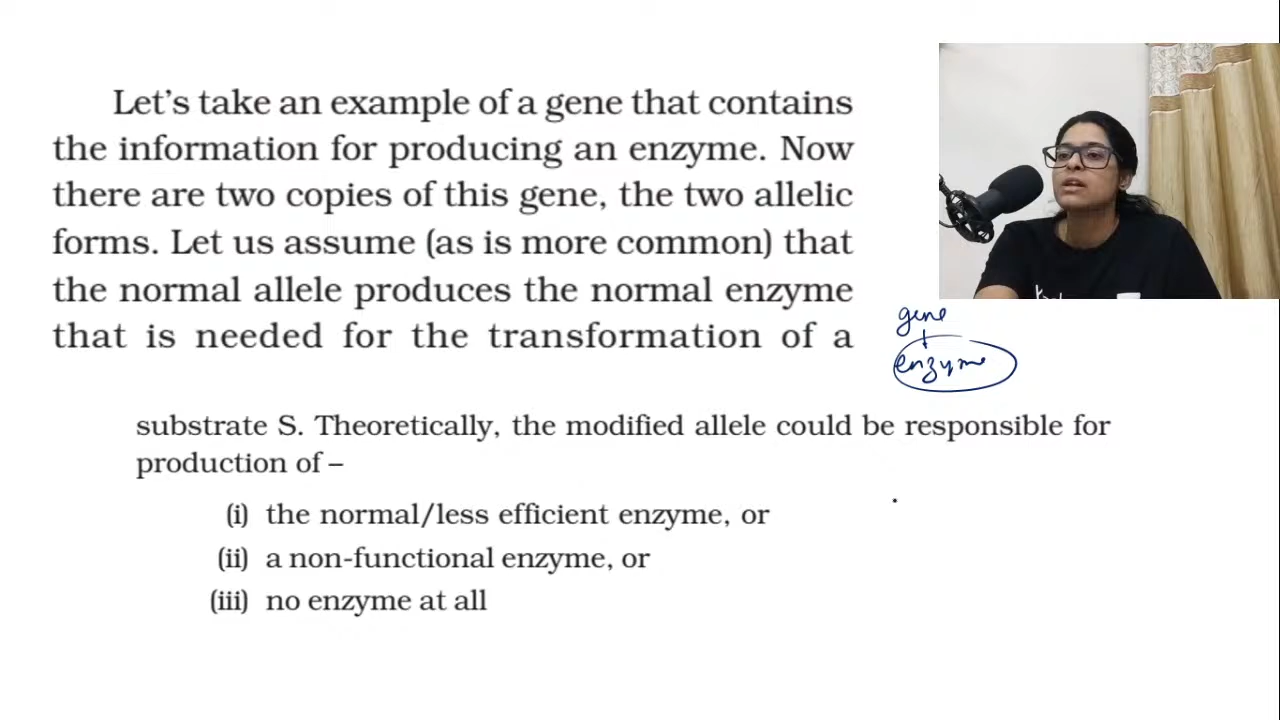 Let's take an example of a gene that contains
the information for producing an enzyme. Now
there are two copies of this gene, the two allelic
forms. Let us assume (as is more common) that
the normal allele produces the normal enzyme
that is needed for the transformation of a
gene
enzyme
substrate S. Theoretically, the modified allele could be responsible for
production of –
(i) the normal/less efficient enzyme, or
(ii) a non-functional enzyme, or
(iii) no enzyme at all